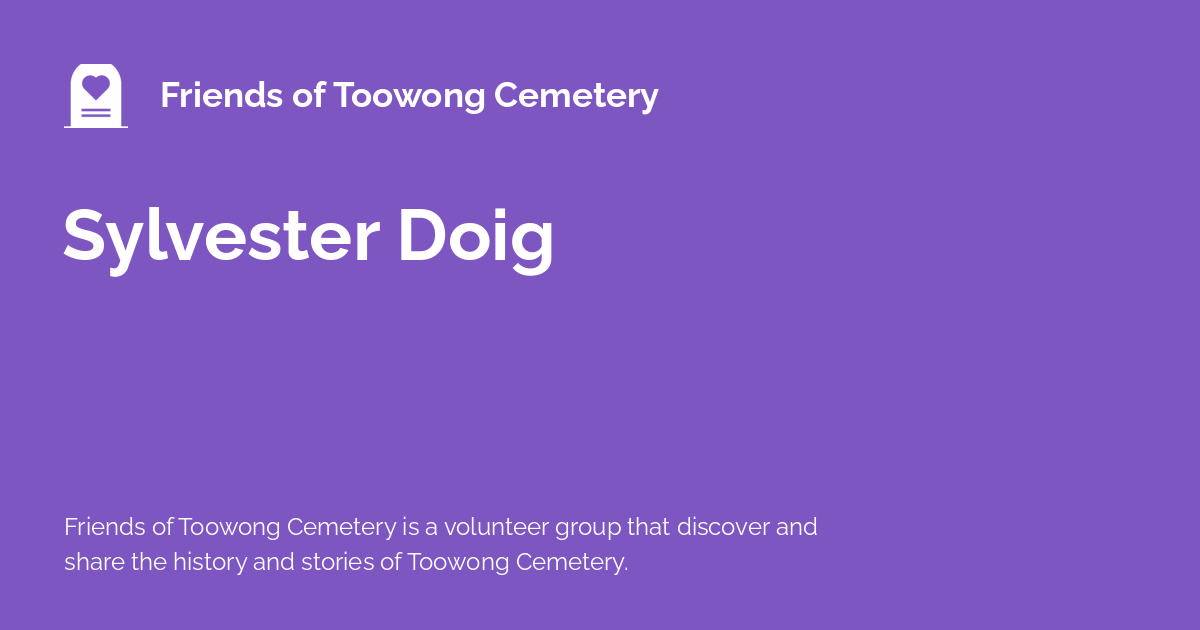 Friends of Toowong Cemetery
Sylvester Doig
Friends of Toowong Cemetery is a volunteer group that discover and
share the history and stories of Toowong Cemetery.